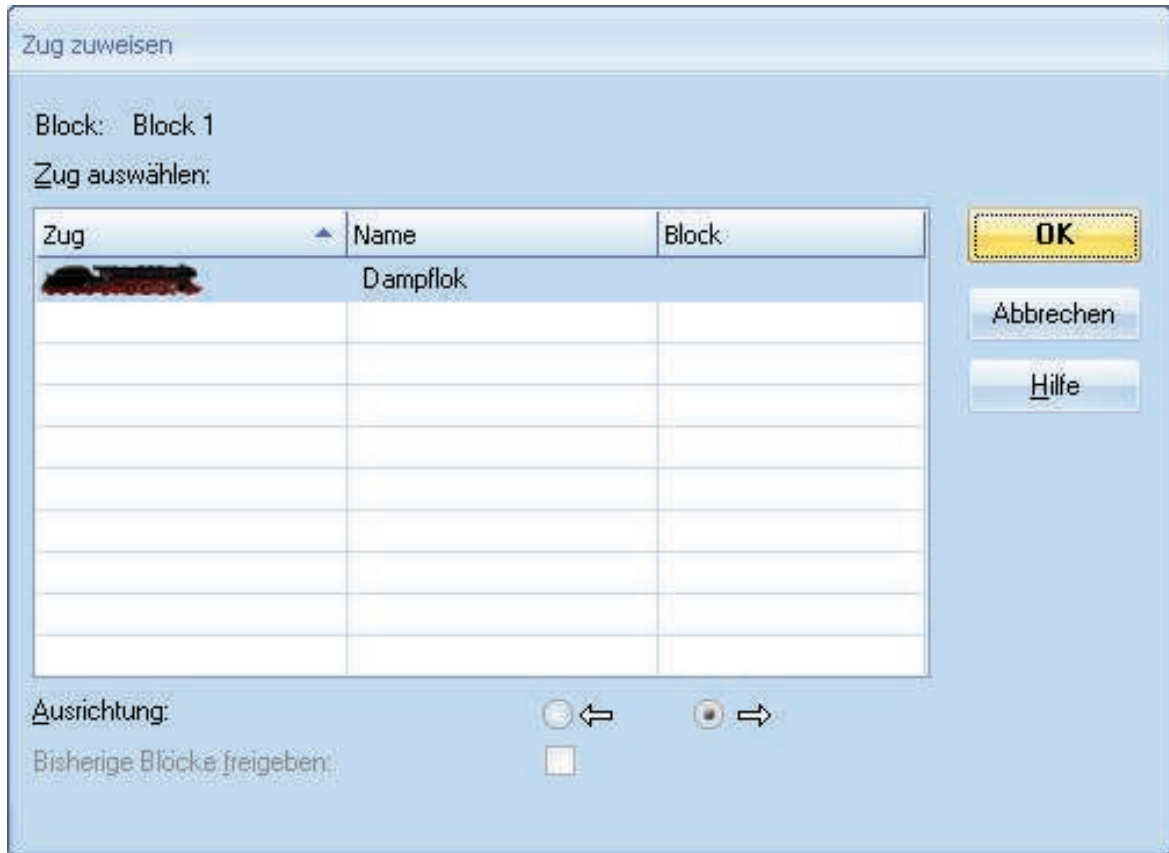 Zug zuweisen
Block: Block 1
Zug auswählen:
Zug Name Block
Dampflok
OK
Abbrechen
Hilfe
Ausrichtung:
Bisherige Blöcke freigeben: